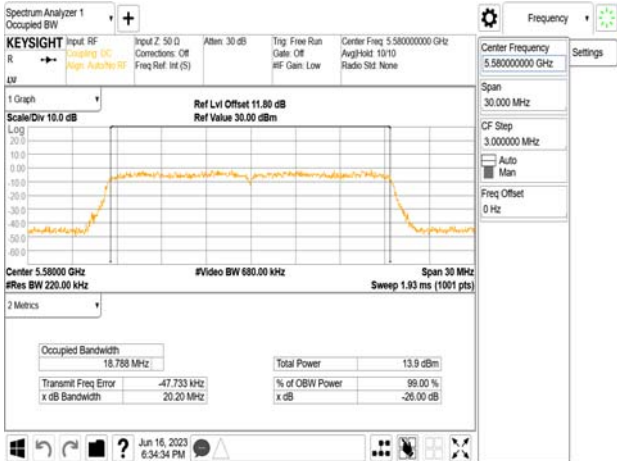 Spectrum Analyzer 1
Occupied BW
+
Frequency
KEYSIGHT
R
Input: RF
Coupling: DC
Align: Auto/No RF
Input Z: 50 Ω
Corrections: Off
Freq Ref: Int (S)
Atten: 30 dB
Trig: Free Run
Gate: Off
#IF Gain: Low
Center Freq: 5.580000000 GHz
Avg|Hold: 10/10
Radio Std: None
Center Frequency
5.580000000 GHz
Settings
Span
30.000 MHz
CF Step
3.000000 MHz
Auto
Man
Freq Offset
0 Hz
1 Graph
Scale/Div 10.0 dB
Ref Lvl Offset 11.80 dB
Ref Value 30.00 dBm
Log
20.0
10.0
0.00
-10.0
-20.0
-30.0
-40.0
-50.0
-60.0
Center 5.58000 GHz
#Res BW 220.00 kHz
#Video BW 680.00 kHz
Span 30 MHz
Sweep 1.93 ms (1001 pts)
2 Metrics
Occupied Bandwidth
18.788 MHz
Total Power 13.9 dBm
Transmit Freq Error -47.733 kHz
% of OBW Power 99.00 %
x dB Bandwidth 20.20 MHz
x dB -26.00 dB
?
Jun 16, 2023
6:34:34 PM